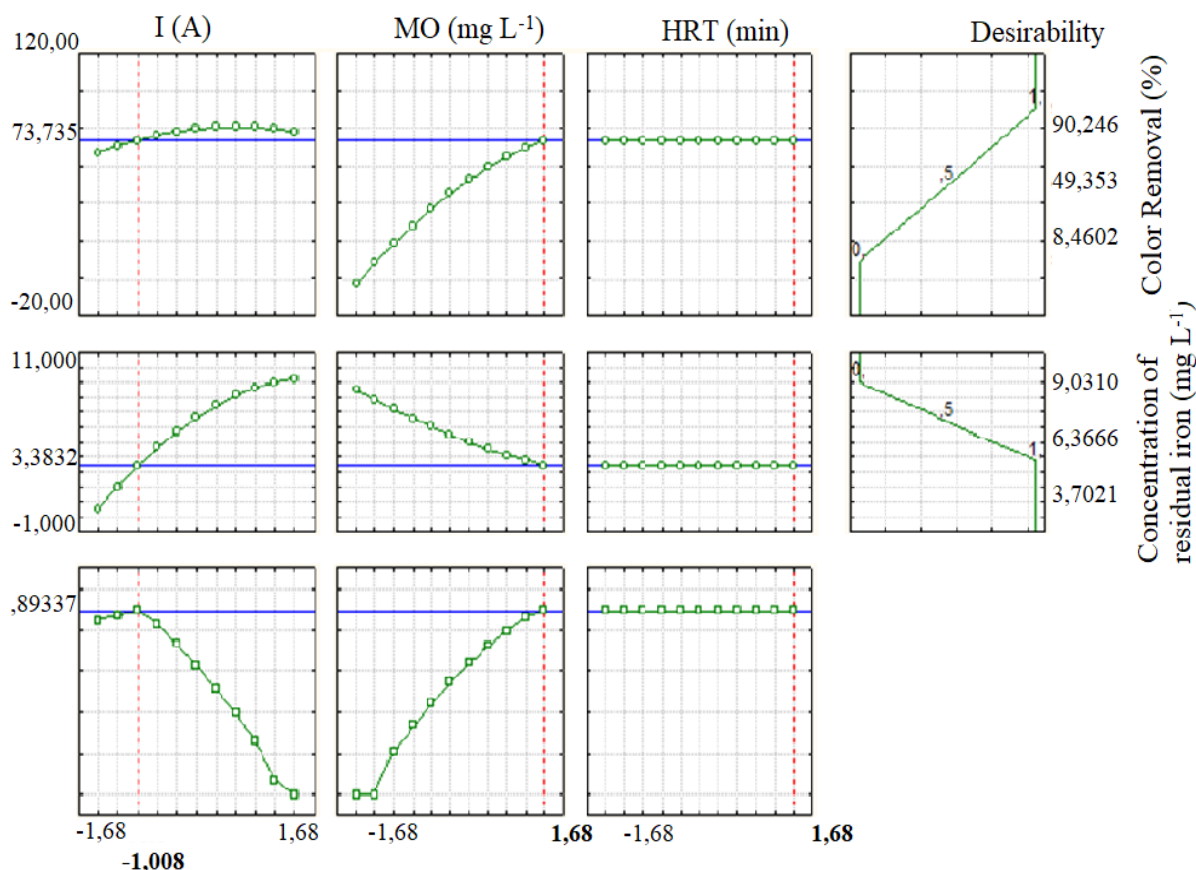 I (A)
MO (mg L⁻¹)
HRT (min)
Desirability
120,00
73,735
-20,00
1,
,5
0,
90,246
49,353
8,4602
Color Removal (%)
11,000
3,3832
-1,000
0,
,5
1,
9,0310
6,3666
3,7021
Concentration of
residual iron (mg L⁻¹)
,89337
-1,68 1,68 -1,68 1,68 -1,68 1,68
-1,008